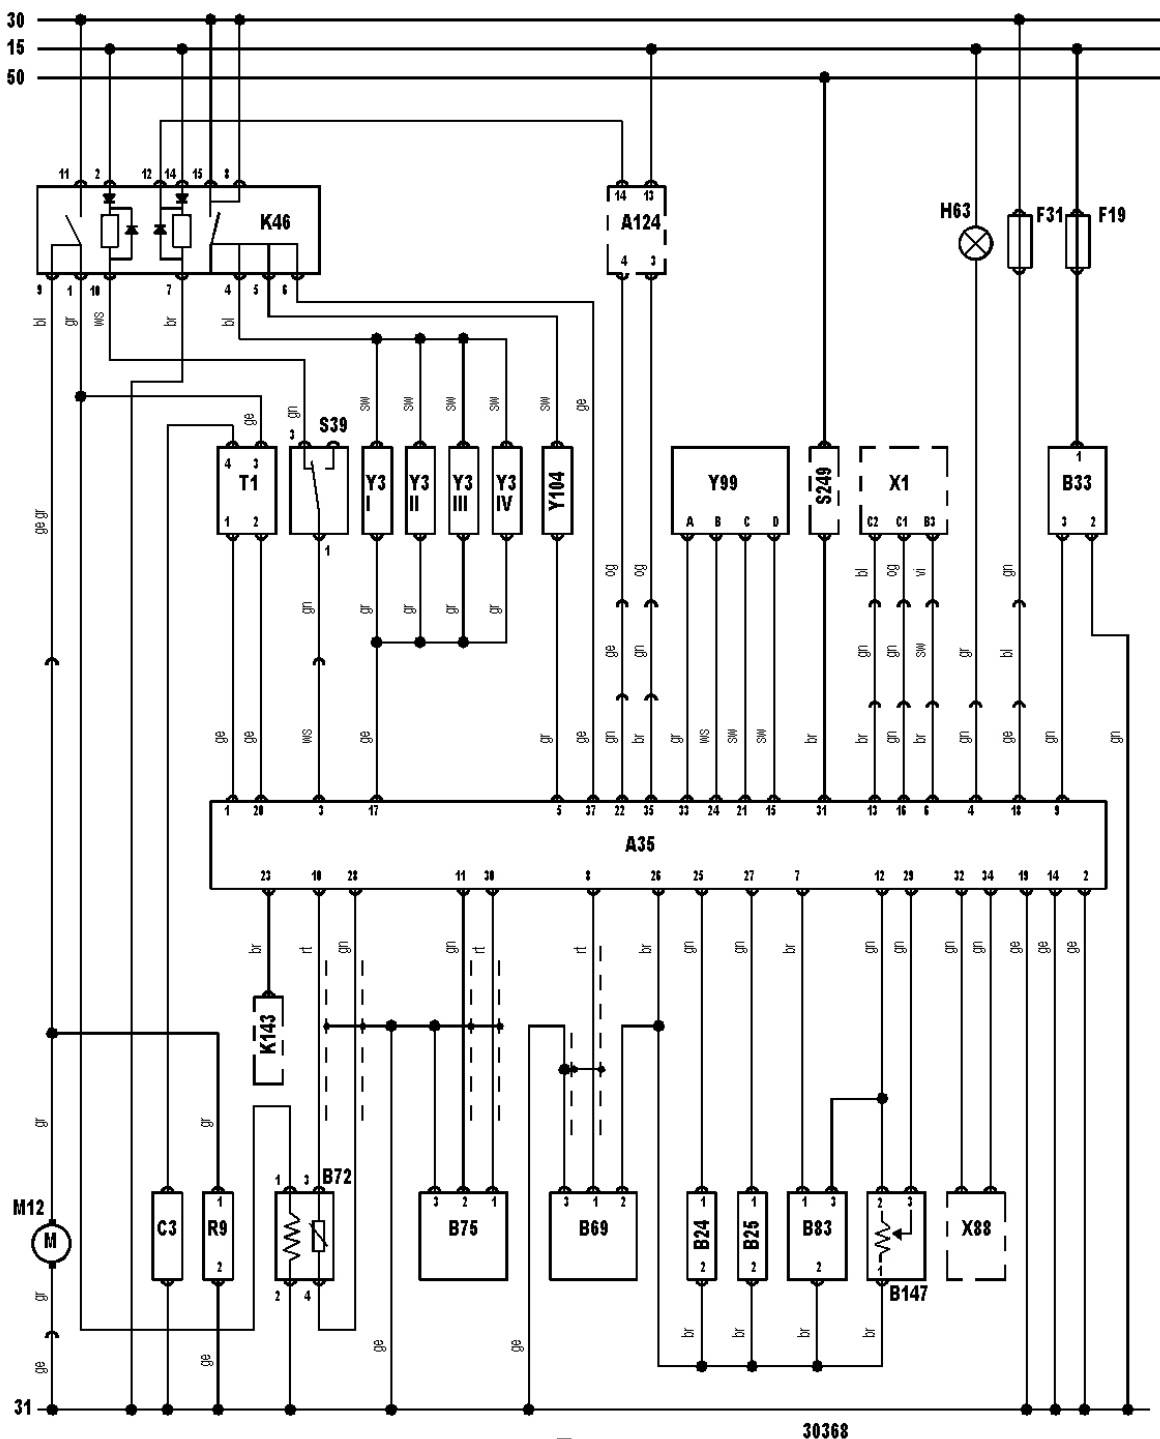 30
15
50
11 2 12 14 15 8
K46
14 13
A124
4 3
H63 F31 F19
9 1 10 7 4 5 6
bl gr ws br bl
ge gr
ge gn sw sw sw sw sw ge
3 S39
4 3
T1
1 2
1
Y3 I
Y3 II
Y3 III
Y3 IV
Y104
Y99
A B C D
S249
X1
C2 C1 B3
1
B33
3 2
og og bl og vi gn
gn gr gr gr gr ge gn gn gn sw gr bl
ge ge ws ge gr ge gn br gr ws sw sw br br gn br gn ge gn gn
1 20 3 17 5 37 22 35 33 24 21 15 31 13 16 6 4 18 9
A35
23 10 28 11 30 8 26 25 27 7 12 29 32 34 19 14 2
br rt gn gn rt rt br gn gn br gn gn gn gn ge ge ge
K143
gr gr
1 3 B72
M12
M
C3
1
R9
2
2 4
3 2 1
B75
3 1 2
B69
1
B24
2
1
B25
2
1 3
B83
2
2 3
1
B147
X88
gr
ge ge ge ge br br br br
31
30368